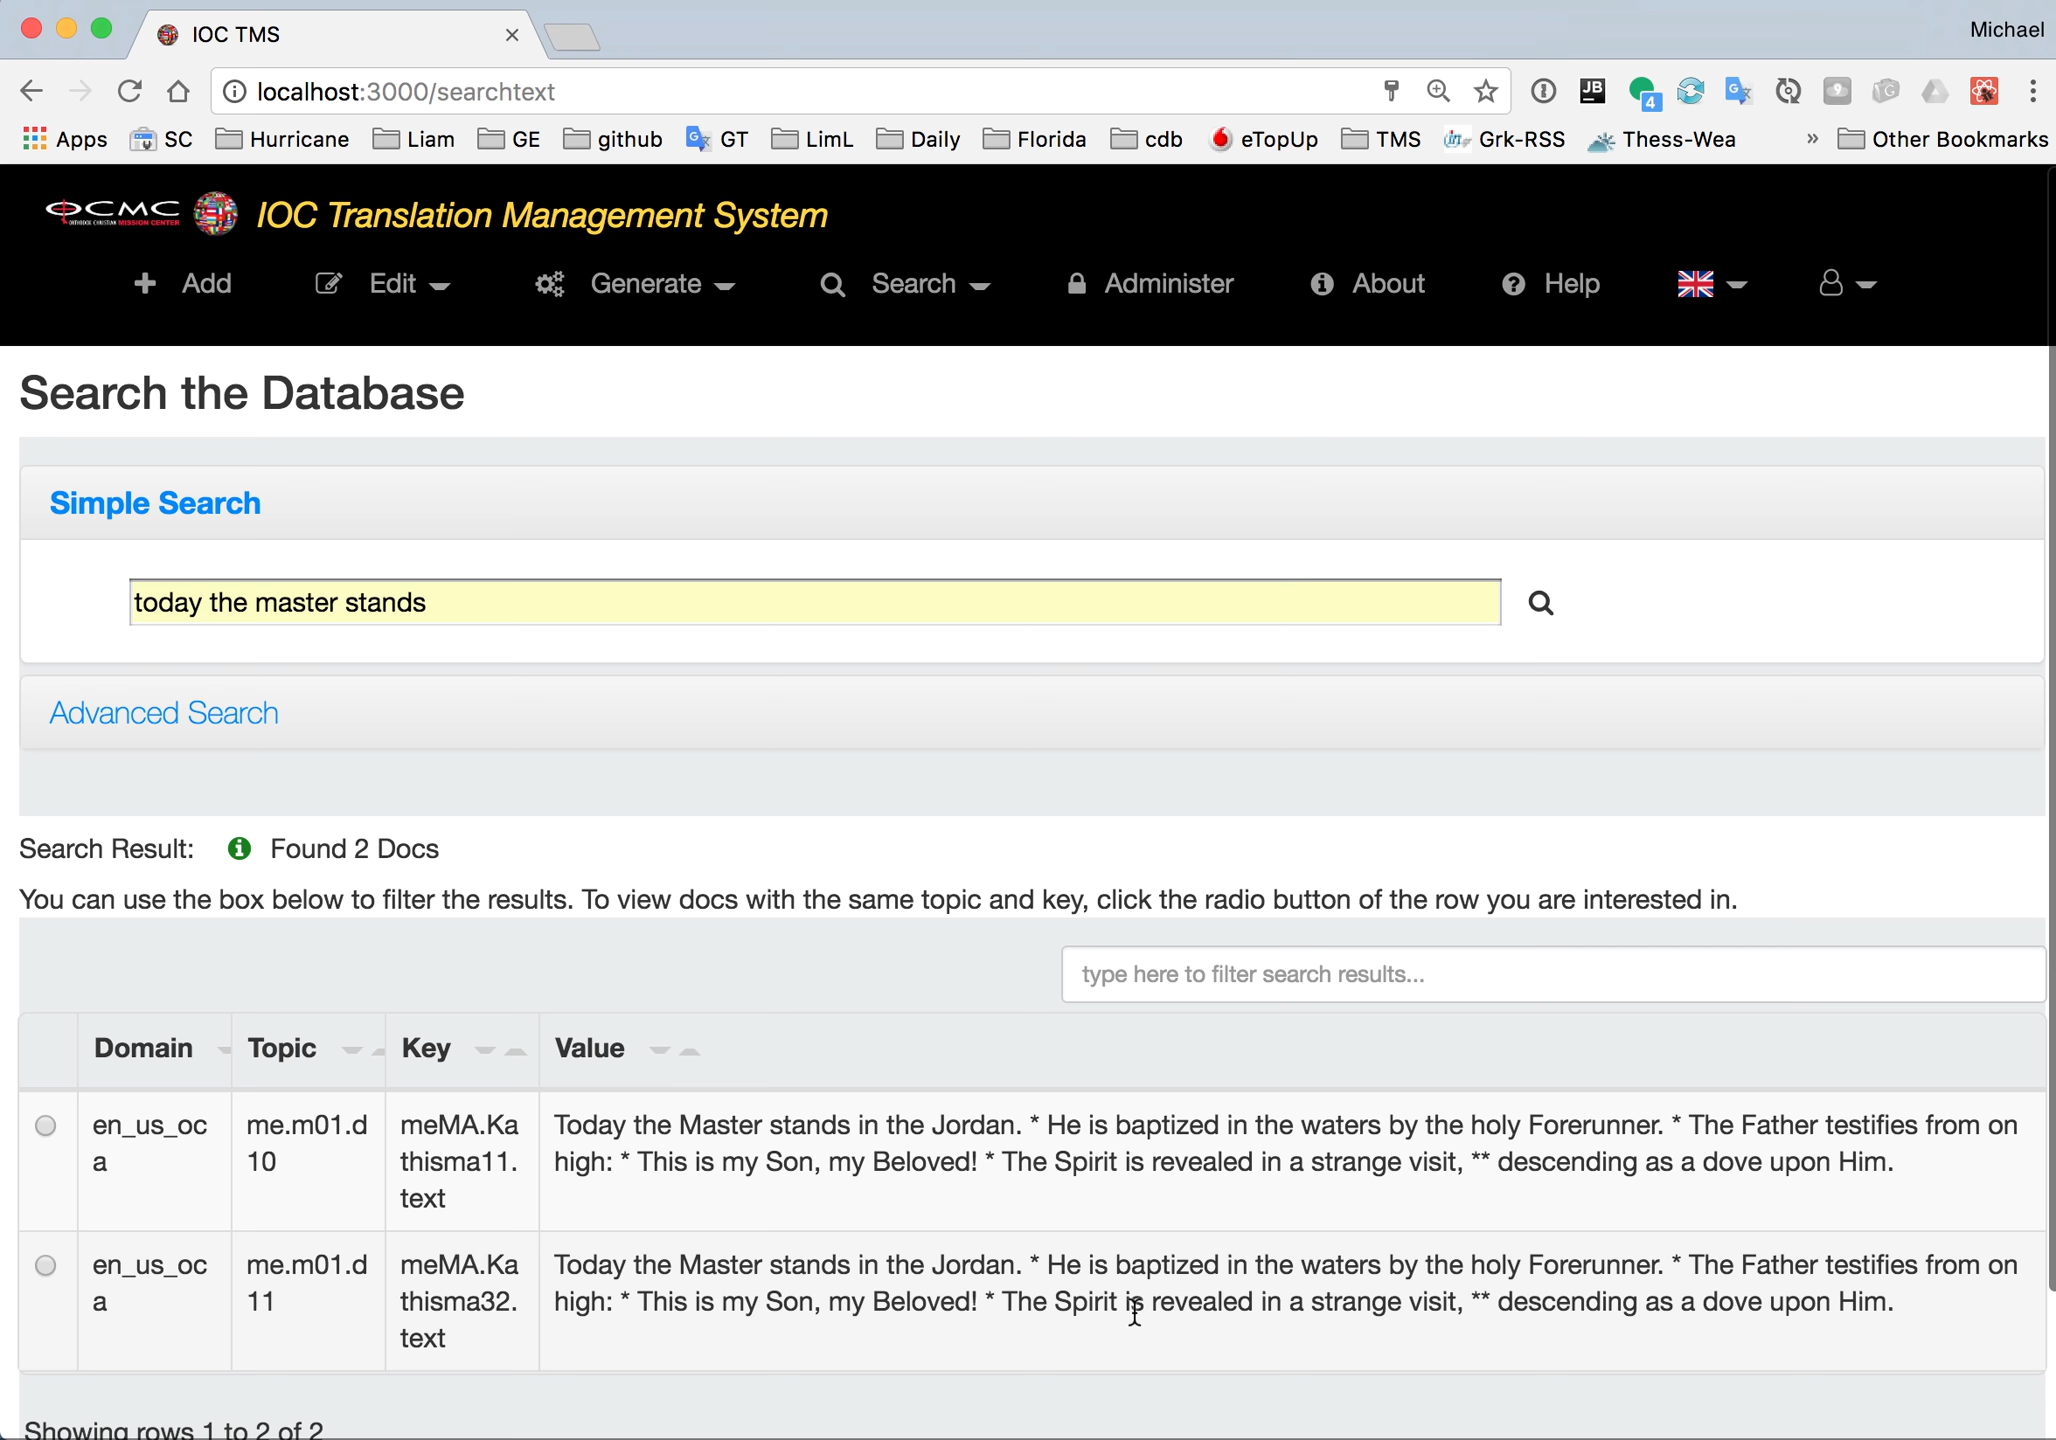 IOC TMS
Michael
localhost:3000/searchtext
4
Apps SC Hurricane Liam GE github GT LimL Daily Florida cdb eTopUp TMS Grk-RSS Thess-Wea » Other Bookmarks
OCMC IOC Translation Management System
ORTHODOX CHRISTIAN MISSION CENTER
Add Edit Generate Search Administer About Help
Search the Database
Simple Search
today the master stands
Advanced Search
Search Result: Found 2 Docs
You can use the box below to filter the results. To view docs with the same topic and key, click the radio button of the row you are interested in.
type here to filter search results...
Domain Topic Key Value
en_us_oc me.m01.d meMA.Ka Today the Master stands in the Jordan. * He is baptized in the waters by the holy Forerunner. * The Father testifies from on
a 10 thisma11. high: * This is my Son, my Beloved! * The Spirit is revealed in a strange visit, ** descending as a dove upon Him.
text
en_us_oc me.m01.d meMA.Ka Today the Master stands in the Jordan. * He is baptized in the waters by the holy Forerunner. * The Father testifies from on
a 11 thisma32. high: * This is my Son, my Beloved! * The Spirit is revealed in a strange visit, ** descending as a dove upon Him.
text
Showing rows 1 to 2 of 2